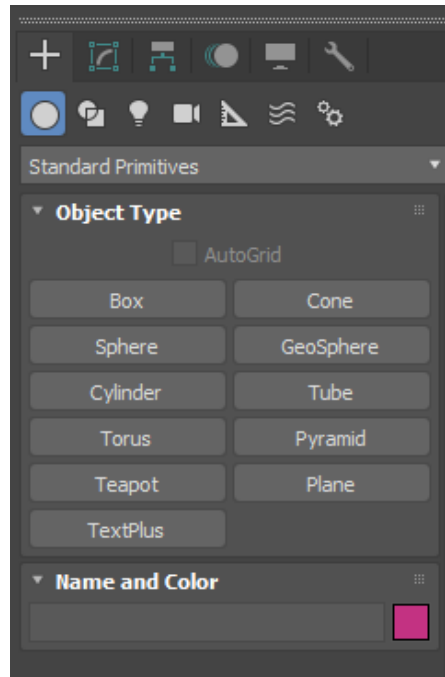 Standard Primitives
Object Type
AutoGrid
Box Cone
Sphere GeoSphere
Cylinder Tube
Torus Pyramid
Teapot Plane
TextPlus
Name and Color